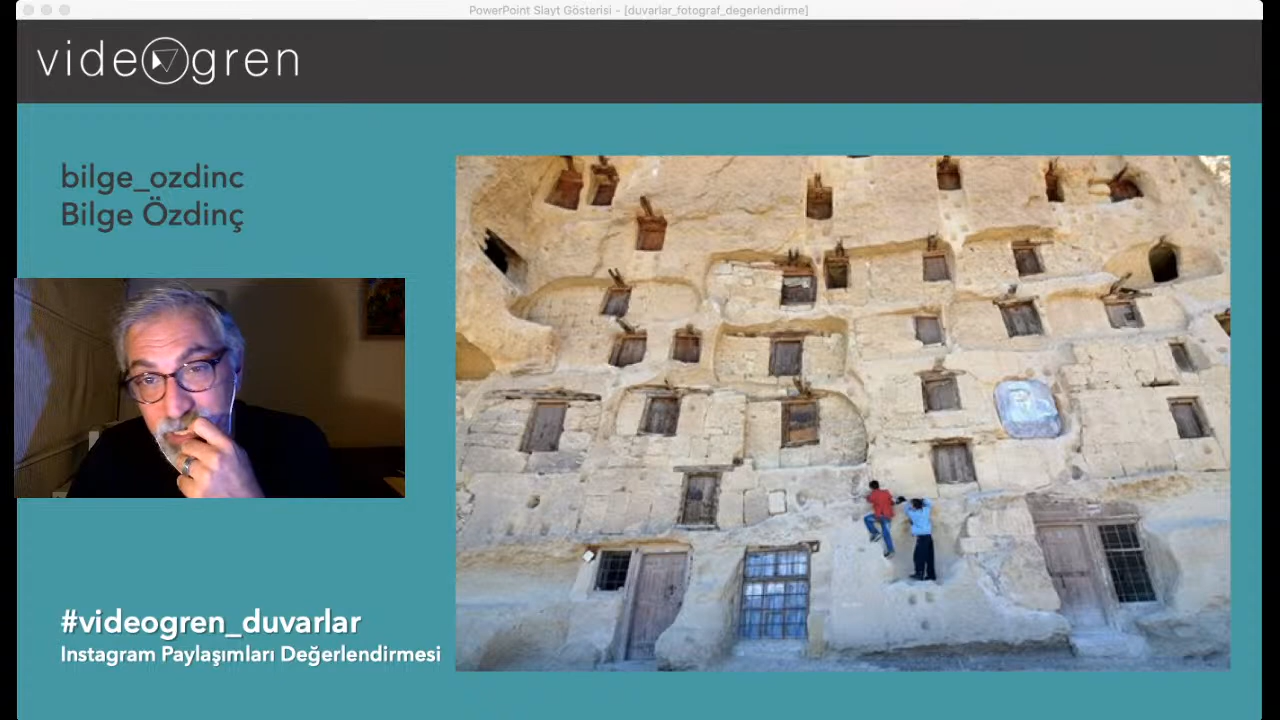 PowerPoint Slayt Gösterisi - [duvarlar_fotograf_degerlendirme]
videogren
bilge_ozdinc
Bilge Özdinç
#videogren_duvarlar
Instagram Paylaşımları Değerlendirmesi